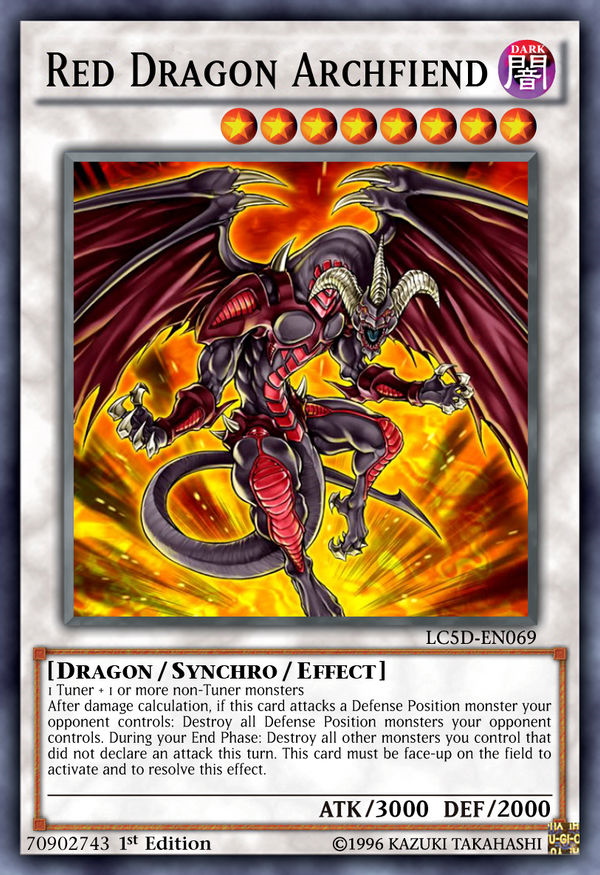 RED DRAGON ARCHFIEND
DARK
闇
LC5D-EN069
[DRAGON / SYNCHRO / EFFECT]
1 Tuner + 1 or more non-Tuner monsters
After damage calculation, if this card attacks a Defense Position monster your
opponent controls: Destroy all Defense Position monsters your opponent
controls. During your End Phase: Destroy all other monsters you control that
did not declare an attack this turn. This card must be face-up on the field to
activate and to resolve this effect.
ATK/3000 DEF/2000
70902743 1st Edition ©1996 KAZUKI TAKAHASHI